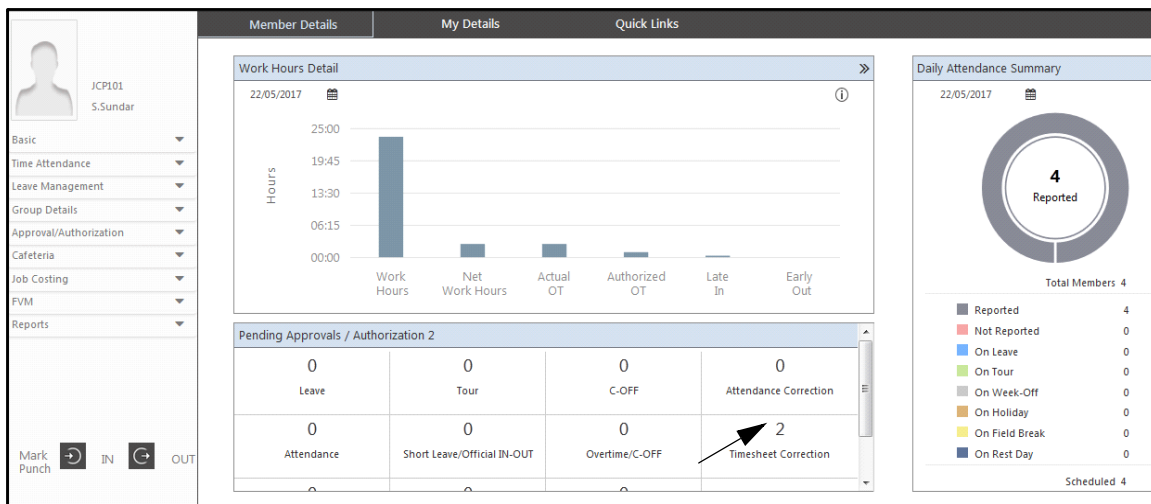 Member Details
My Details
Quick Links
JCP101
S.Sundar
Basic
Time Attendance
Leave Management
Group Details
Approval/Authorization
Cafeteria
Job Costing
FVM
Reports
Mark Punch
IN
OUT
Work Hours Detail
22/05/2017
Hours
25:00
19:45
13:30
06:15
00:00
Work Hours
Net Work Hours
Actual OT
Authorized OT
Late In
Early Out
Pending Approvals / Authorization 2
0 0 0 0
Leave Tour C-OFF Attendance Correction
0 0 0 2
Attendance Short Leave/Official IN-OUT Overtime/C-OFF Timesheet Correction
Daily Attendance Summary
22/05/2017
4
Reported
Total Members 4
Reported 4
Not Reported 0
On Leave 0
On Tour 0
On Week-Off 0
On Holiday 0
On Field Break 0
On Rest Day 0
Scheduled 4